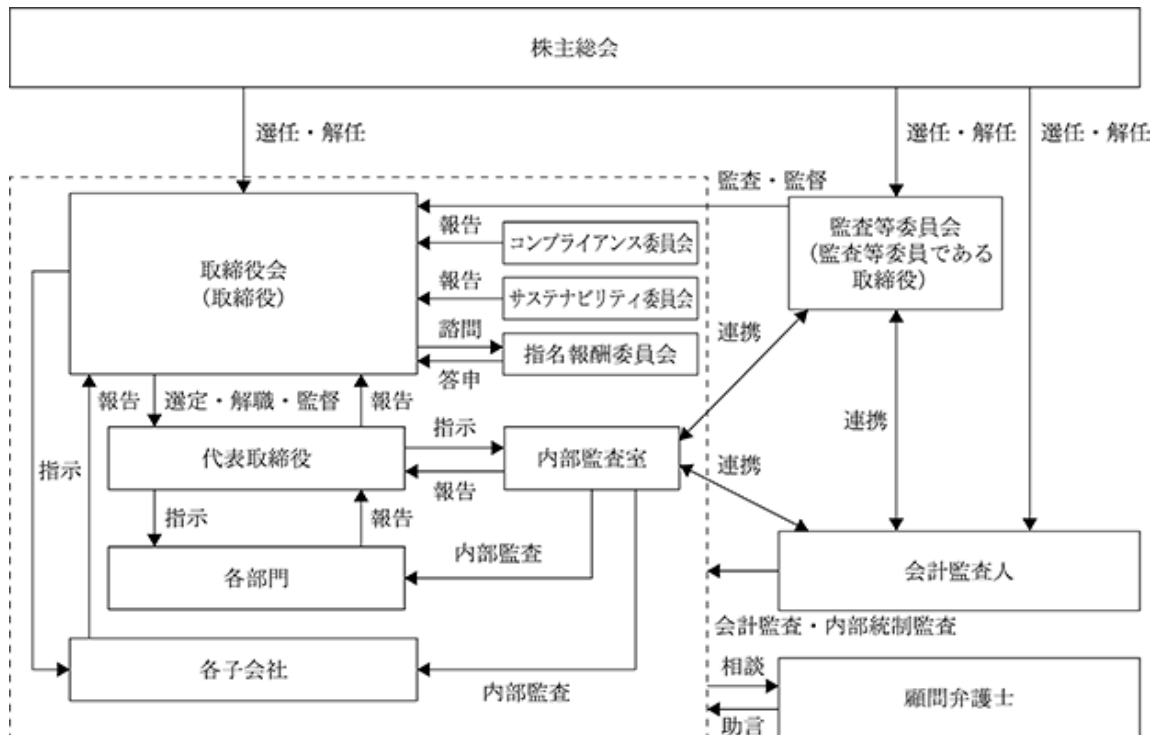 株主総会
選任・解任
選任・解任
選任・解任
監査・監督
取締役会
(取締役)
報告
コンプライアンス委員会
報告
サステナビリティ委員会
諮問
指名報酬委員会
答申
監査等委員会
(監査等委員である
取締役)
連携
連携
連携
報告
選定・解職・監督
報告
代表取締役
指示
報告
内部監査室
指示
指示
報告
各部門
内部監査
会計監査人
会計監査・内部統制監査
各子会社
内部監査
相談
助言
顧問弁護士